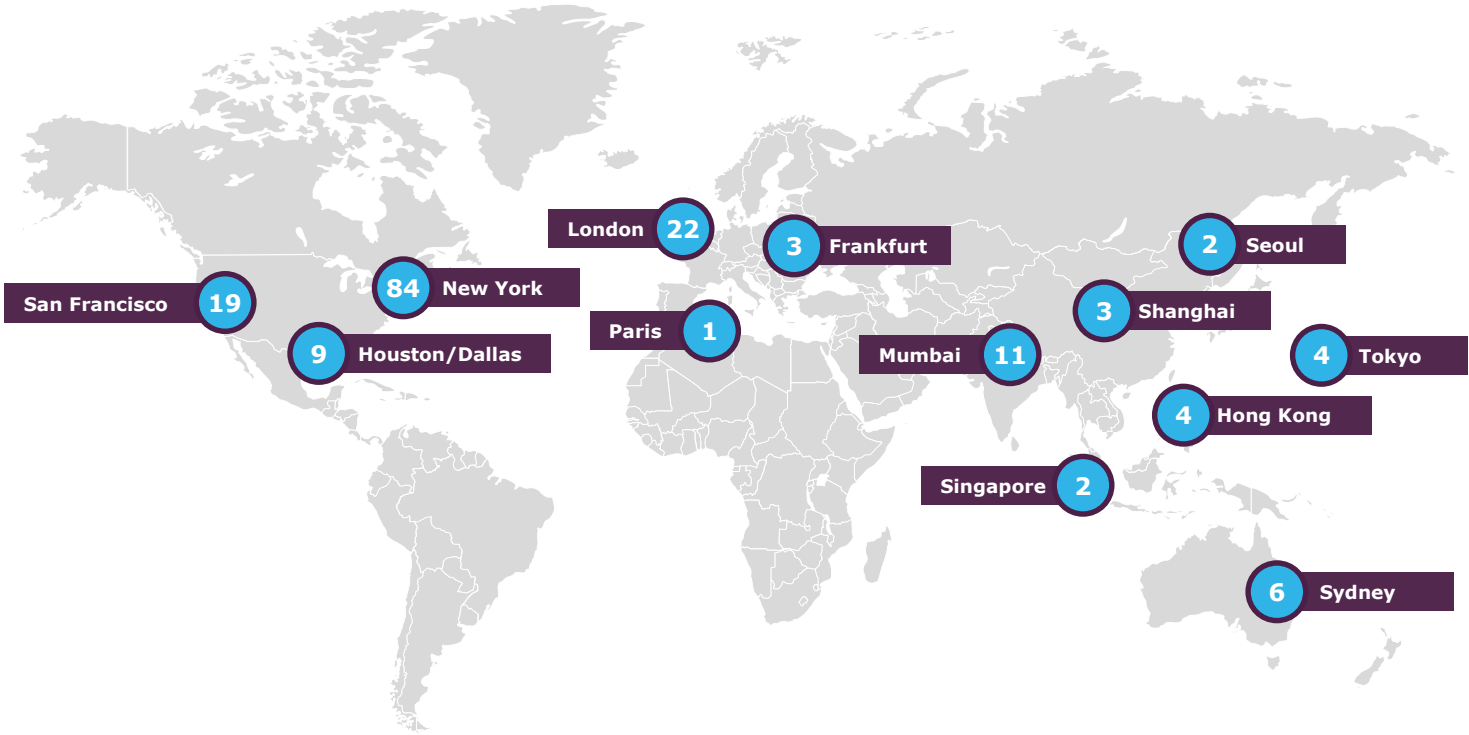 London 22
3 Frankfurt
2 Seoul
San Francisco 19
84 New York
Paris 1
3 Shanghai
9 Houston/Dallas
Mumbai 11
4 Tokyo
4 Hong Kong
Singapore 2
6 Sydney